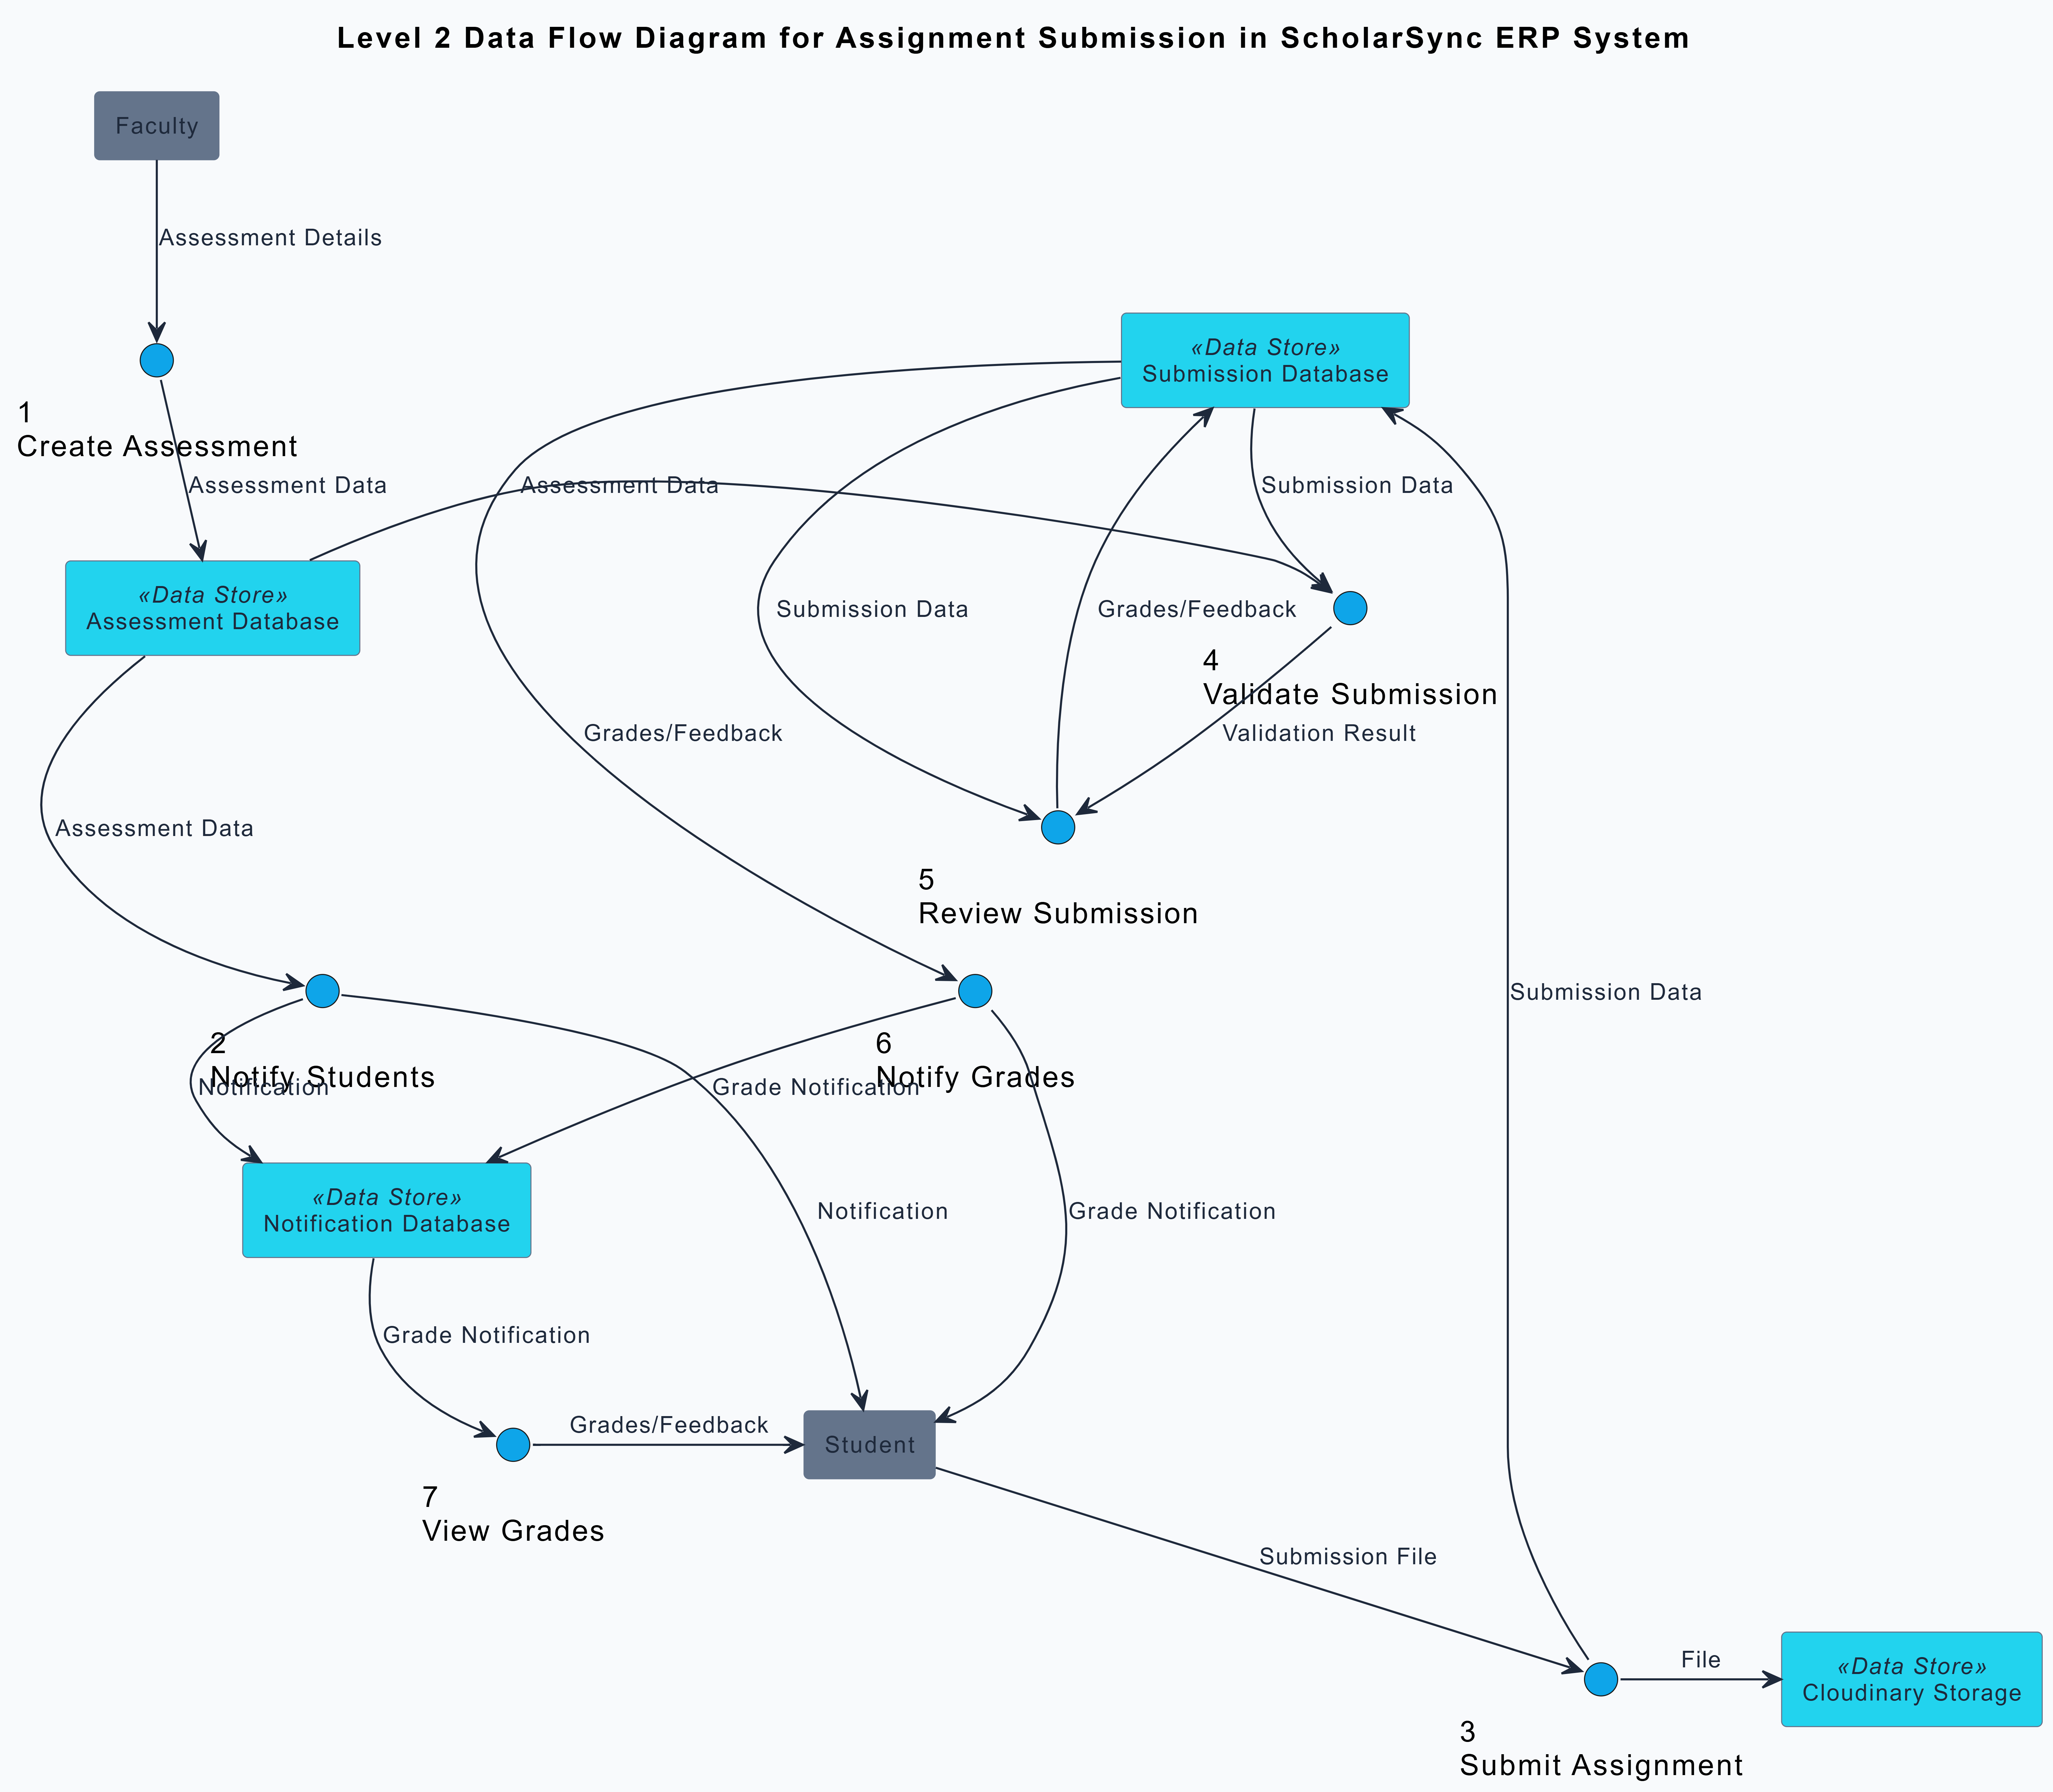 Level 2 Data Flow Diagram for Assignment Submission in ScholarSync ERP System
Faculty
Assessment Details
«Data Store»
Submission Database
1
Create Assessment
Assessment Data
Assessment Data
Submission Data
«Data Store»
Assessment Database
Submission Data
Grades/Feedback
4
Validate Submission
Grades/Feedback
Validation Result
Assessment Data
5
Review Submission
Submission Data
2
Notify Students
Notification
6
Notify Grades
Grade Notification
«Data Store»
Notification Database
Notification
Grade Notification
Grade Notification
Grades/Feedback
Student
7
View Grades
Submission File
File
«Data Store»
Cloudinary Storage
3
Submit Assignment